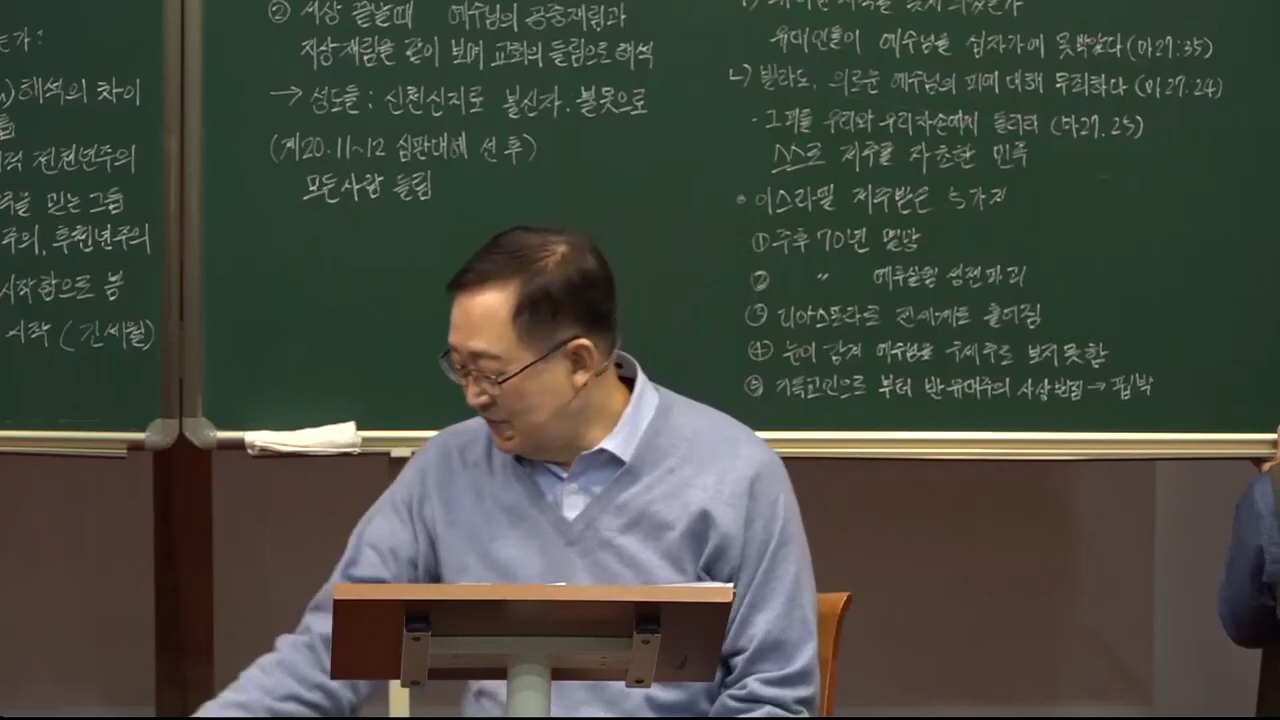 는가?
해석의 차이
전천년주의
믿는 그룹
주의, 후천년주의
시작함으로 봄
시작 (긴 세월)
② 세상 끝날때 예수님의 공중재림과
지상재림을 같이 보며 교회의 들림으로 해석
→ 성도들 : 신천신지로 불신자. 불못으로
(계20.11~12 심판대에 선 후)
모든사람 들림
유대인들이 예수님을 십자가에 못박았다 (마27:35)
ㄴ) 빌라도, 의로운 예수님의 피에 대해 무죄하다 (마27.24)
- 그피를 우리와 우리자손에게 돌리라 (마27.25)
스스로 저주를 자초한 민족
• 이스라엘 저주받은 5가지
① 주후 70년 멸망
② " 예루살렘 성전파괴
③ 디아스포라로 전세계로 흩어짐
④ 눈이 감겨 예수님을 구세주로 보지못함
⑤ 기독교인으로 부터 반유대주의 사상 → 핍박